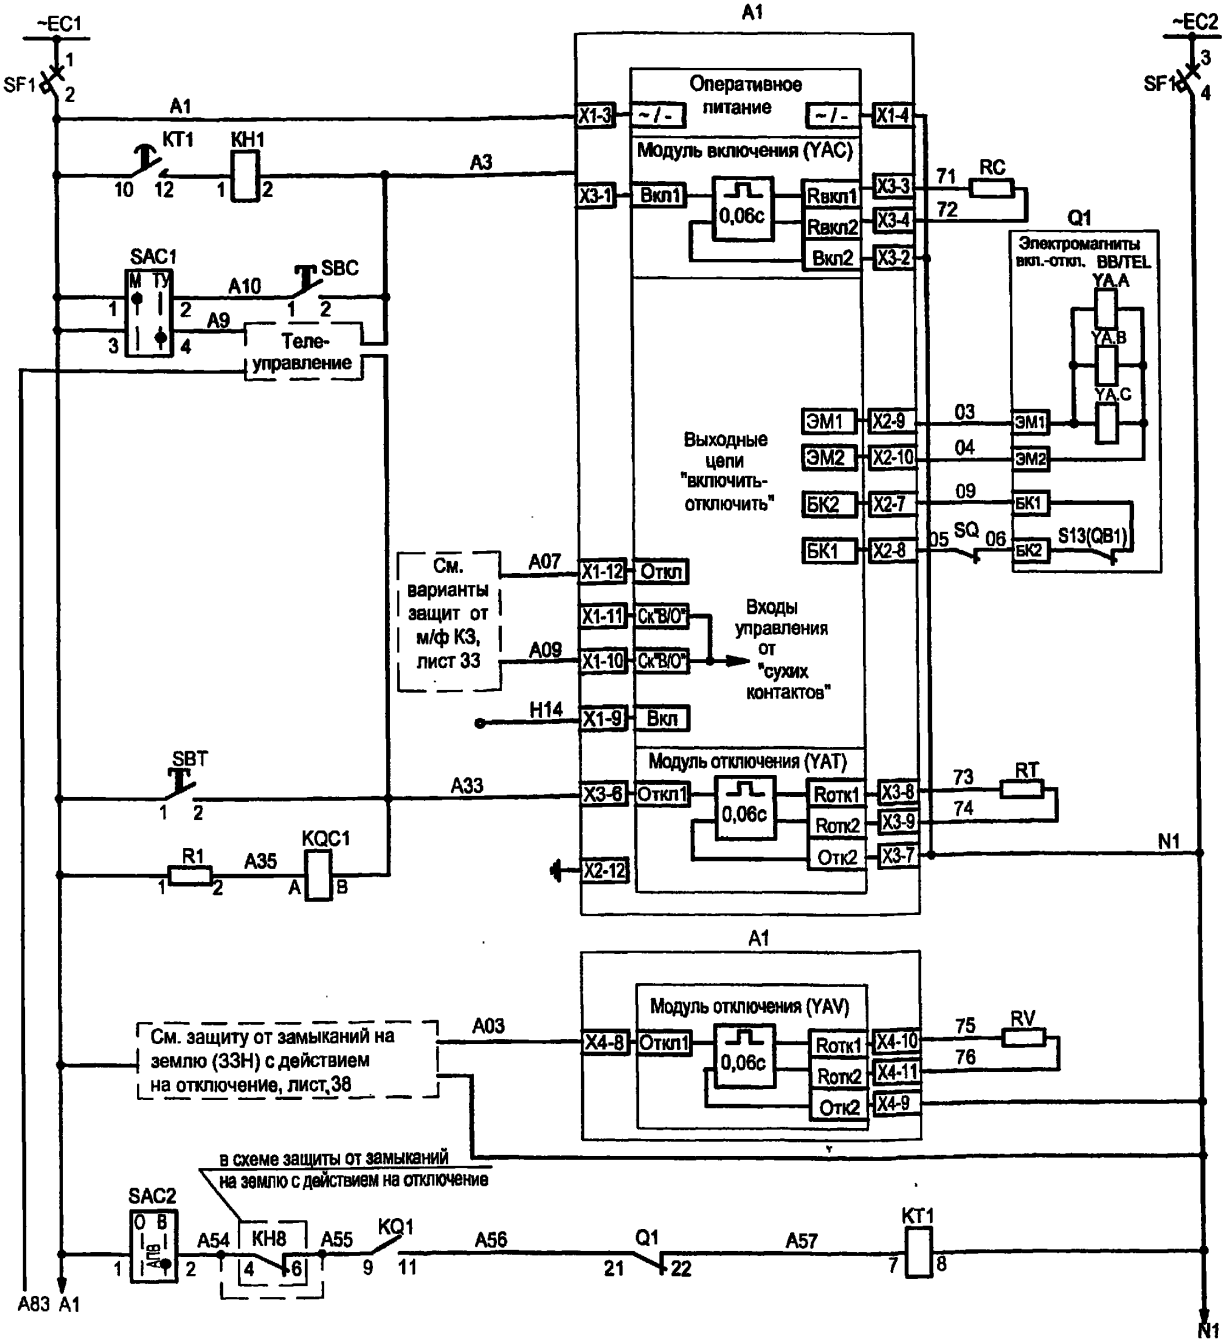 ~EC1
A1
~EC2
1
SF1
2
3
SF1
4
A1
X1-3
~ / -
Оперативное
питание
~ / -
X1-4
KT1
KH1
10
12
1
2
A3
Модуль включения (YAC)
X3-1
Вкл1
0,06с
Rвкл1
X3-3
71
RC
Rвкл2
X3-4
72
Вкл2
X3-2
Q1
Электромагниты
вкл.-откл. BB/TEL
YA.A
YA.B
YA.C
SAC1
М ТУ
1
2
3
4
A10
SBC
1
2
A9
Теле-
управление
ЭМ1
X2-9
03
ЭМ1
ЭМ2
X2-10
04
ЭМ2
Выходные
цепи
"включить-
отключить"
БК2
X2-7
09
БК1
БК1
X2-8
05
SQ
06
БК2
S13(QB1)
См.
варианты
защит от
м/ф КЗ,
лист 33
A07
X1-12
Откл
X1-11
Ск"В/О"
A09
X1-10
Ск"В/О"
Входы
управления
от
"сухих
контактов"
H14
X1-9
Вкл
SBT
1
2
A33
Модуль отключения (YAT)
X3-6
Откл1
0,06с
Rотк1
X3-8
73
RT
Rотк2
X3-9
74
Отк2
X3-7
N1
R1
1
2
A35
KQC1
A
B
X2-12
A1
Модуль отключения (YAV)
См. защиту от замыканий на
землю (ЗЗН) с действием
на отключение, лист 38
A03
X4-8
Откл1
0,06с
Rотк1
X4-10
75
RV
Rотк2
X4-11
76
Отк2
X4-9
в схеме защиты от замыканий
на землю с действием на отключение
SAC2
О В
АПВ
1
2
A54
KH8
4
6
A55
KQ1
9
11
A56
Q1
21
22
A57
KT1
7
8
A83
A1
N1